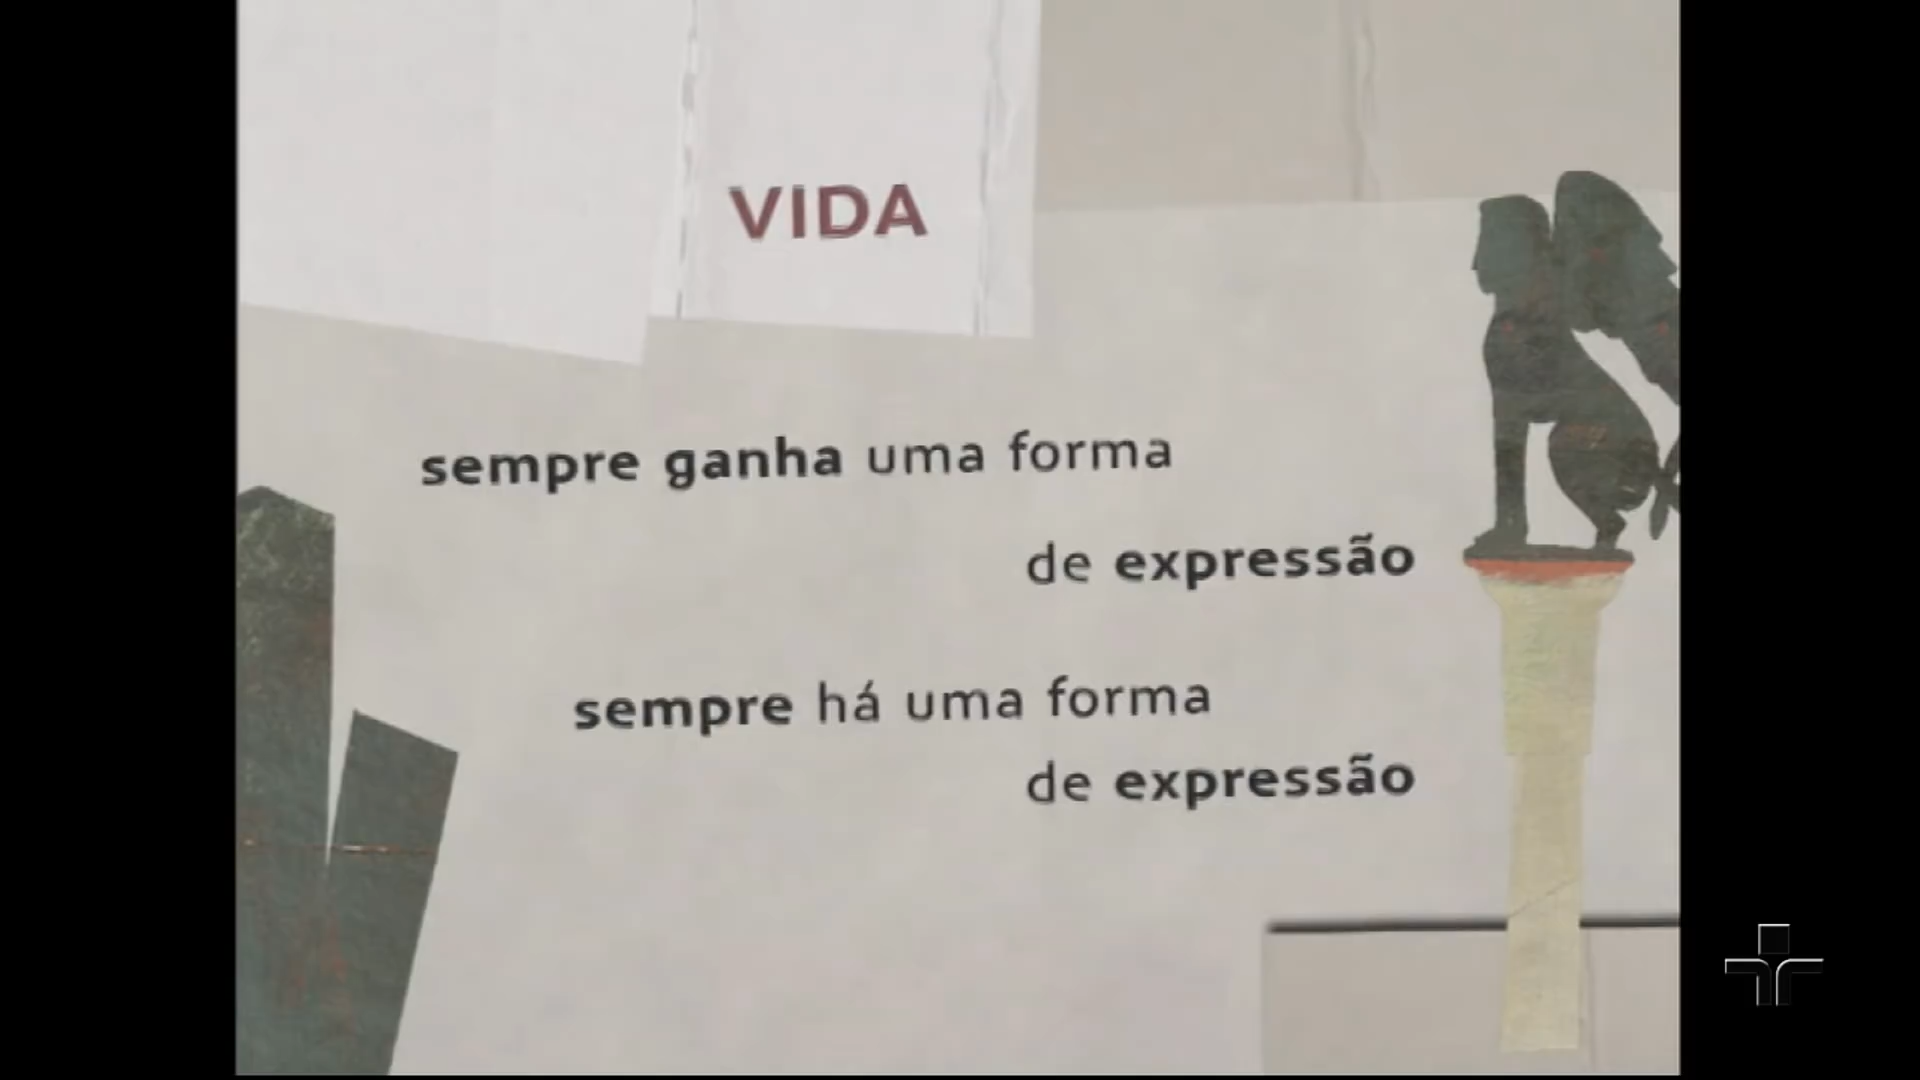 VIDA
sempre ganha uma forma
de expressão
sempre há uma forma
de expressão